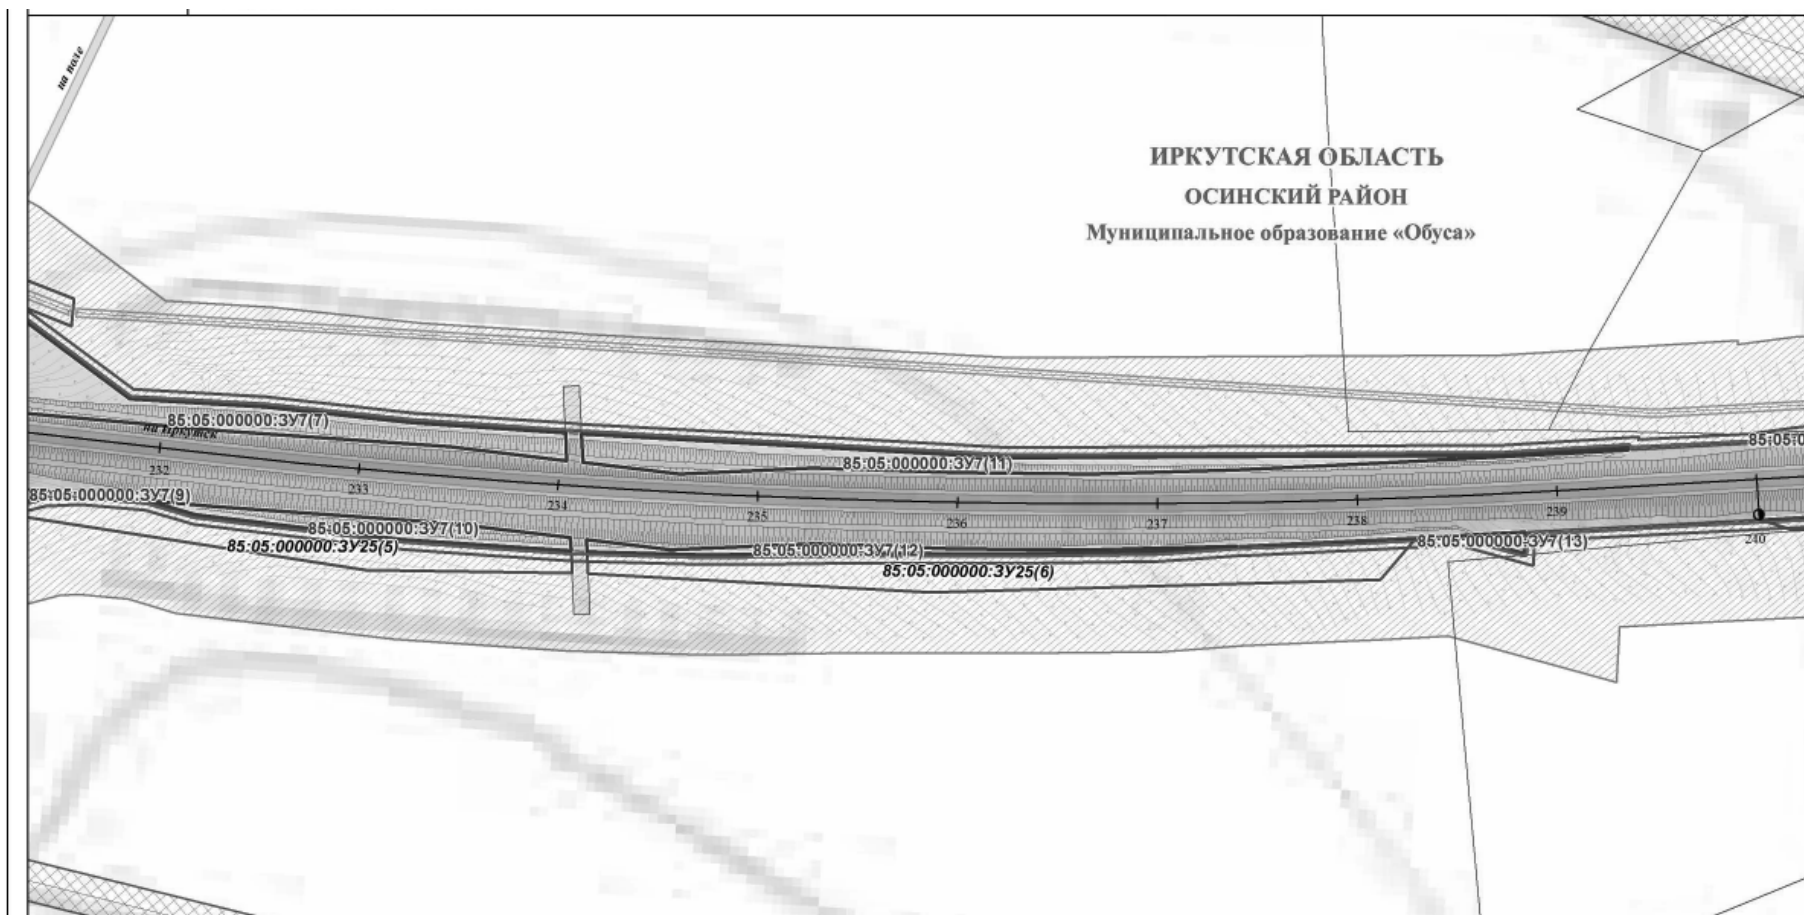 на поле
ИРКУТСКАЯ ОБЛАСТЬ
ОСИНСКИЙ РАЙОН
Муниципальное образование «Обуса»
85:05:000000:ЗУ7(7)
на Иркутск
85:05:000000:ЗУ7(11)
85:05:0
232
233
234
235
236
237
238
239
240
85:05:000000:ЗУ7(9)
85:05:000000:ЗУ7(10)
85:05:000000:ЗУ25(5)
85:05:000000:ЗУ7(12)
85:05:000000:ЗУ25(6)
85:05:000000:ЗУ7(13)